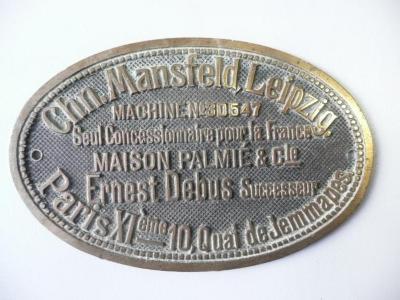 Chn. Mansfeld, Leipzig.
MACHINE No 30547
Seul Concessionnaire pour la France
MAISON PALMIÉ & Cie
Ernest Debus Successeur
Paris XIème 10, Quai de Jemmapes.